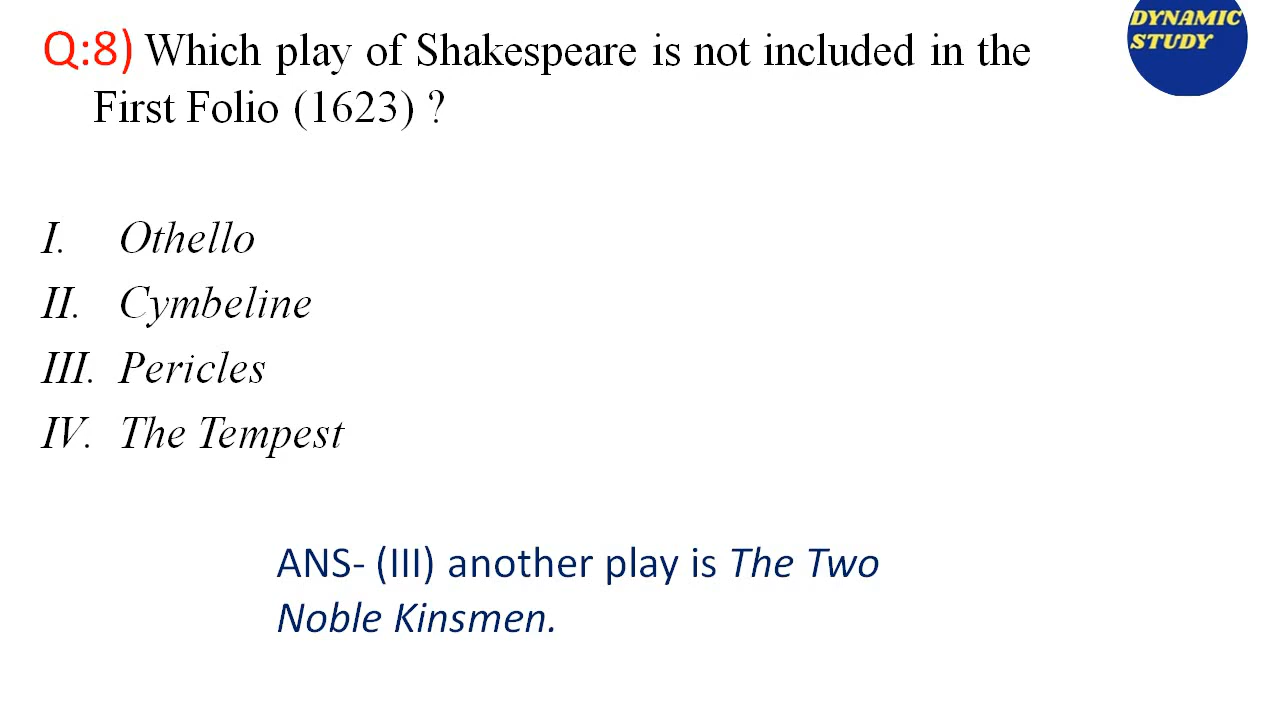 DYNAMIC
STUDY
Q:8) Which play of Shakespeare is not included in the
First Folio (1623) ?
I. Othello
II. Cymbeline
III. Pericles
IV. The Tempest
ANS- (III) another play is The Two
Noble Kinsmen.